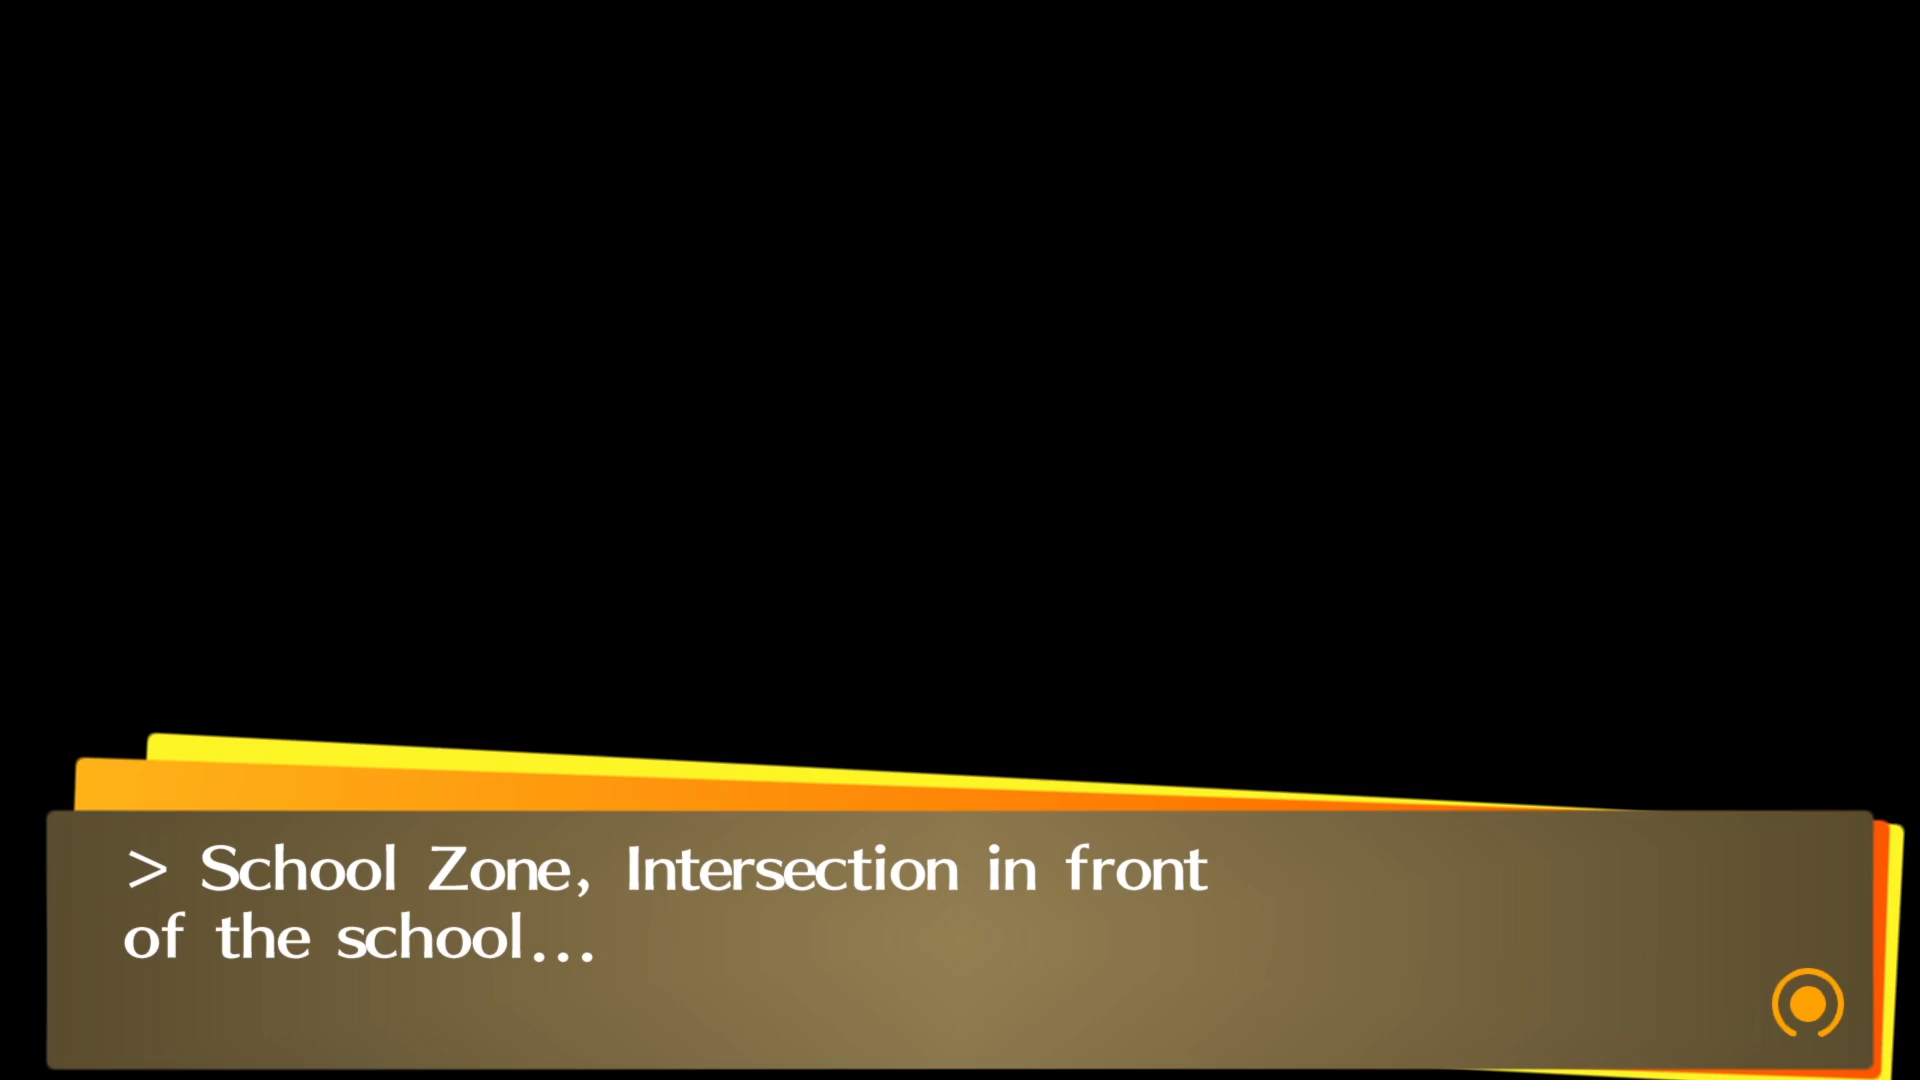 > School Zone, Intersection in front
of the school...